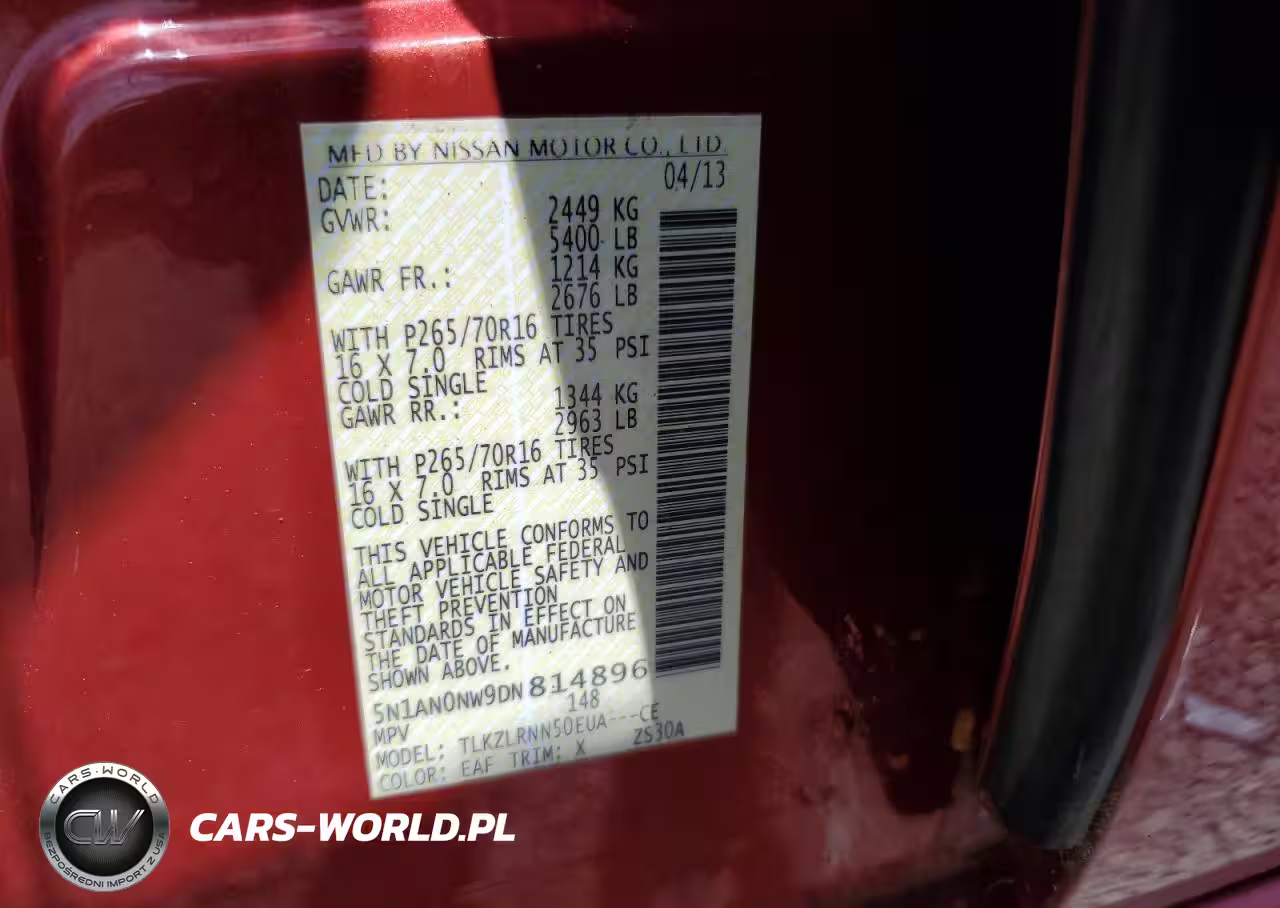 MFD BY NISSAN MOTOR CO., LTD.
DATE: 04/13
GVWR: 2449 KG
5400 LB
GAWR FR.: 1214 KG
2676 LB
WITH P265/70R16 TIRES
16 X 7.0 RIMS AT 35 PSI
COLD SINGLE
GAWR RR.: 1344 KG
2963 LB
WITH P265/70R16 TIRES
16 X 7.0 RIMS AT 35 PSI
COLD SINGLE
THIS VEHICLE CONFORMS TO
ALL APPLICABLE FEDERAL
MOTOR VEHICLE SAFETY AND
THEFT PREVENTION
STANDARDS IN EFFECT ON
THE DATE OF MANUFACTURE
SHOWN ABOVE.
5N1AN0NW9DN814896
MPV 148
MODEL: TLKZLRNN50EUA---CE
COLOR: EAF TRIM: X ZS30A
CARS-WORLD
CW
BEZPOŚREDNI IMPORT Z USA
CARS-WORLD.PL